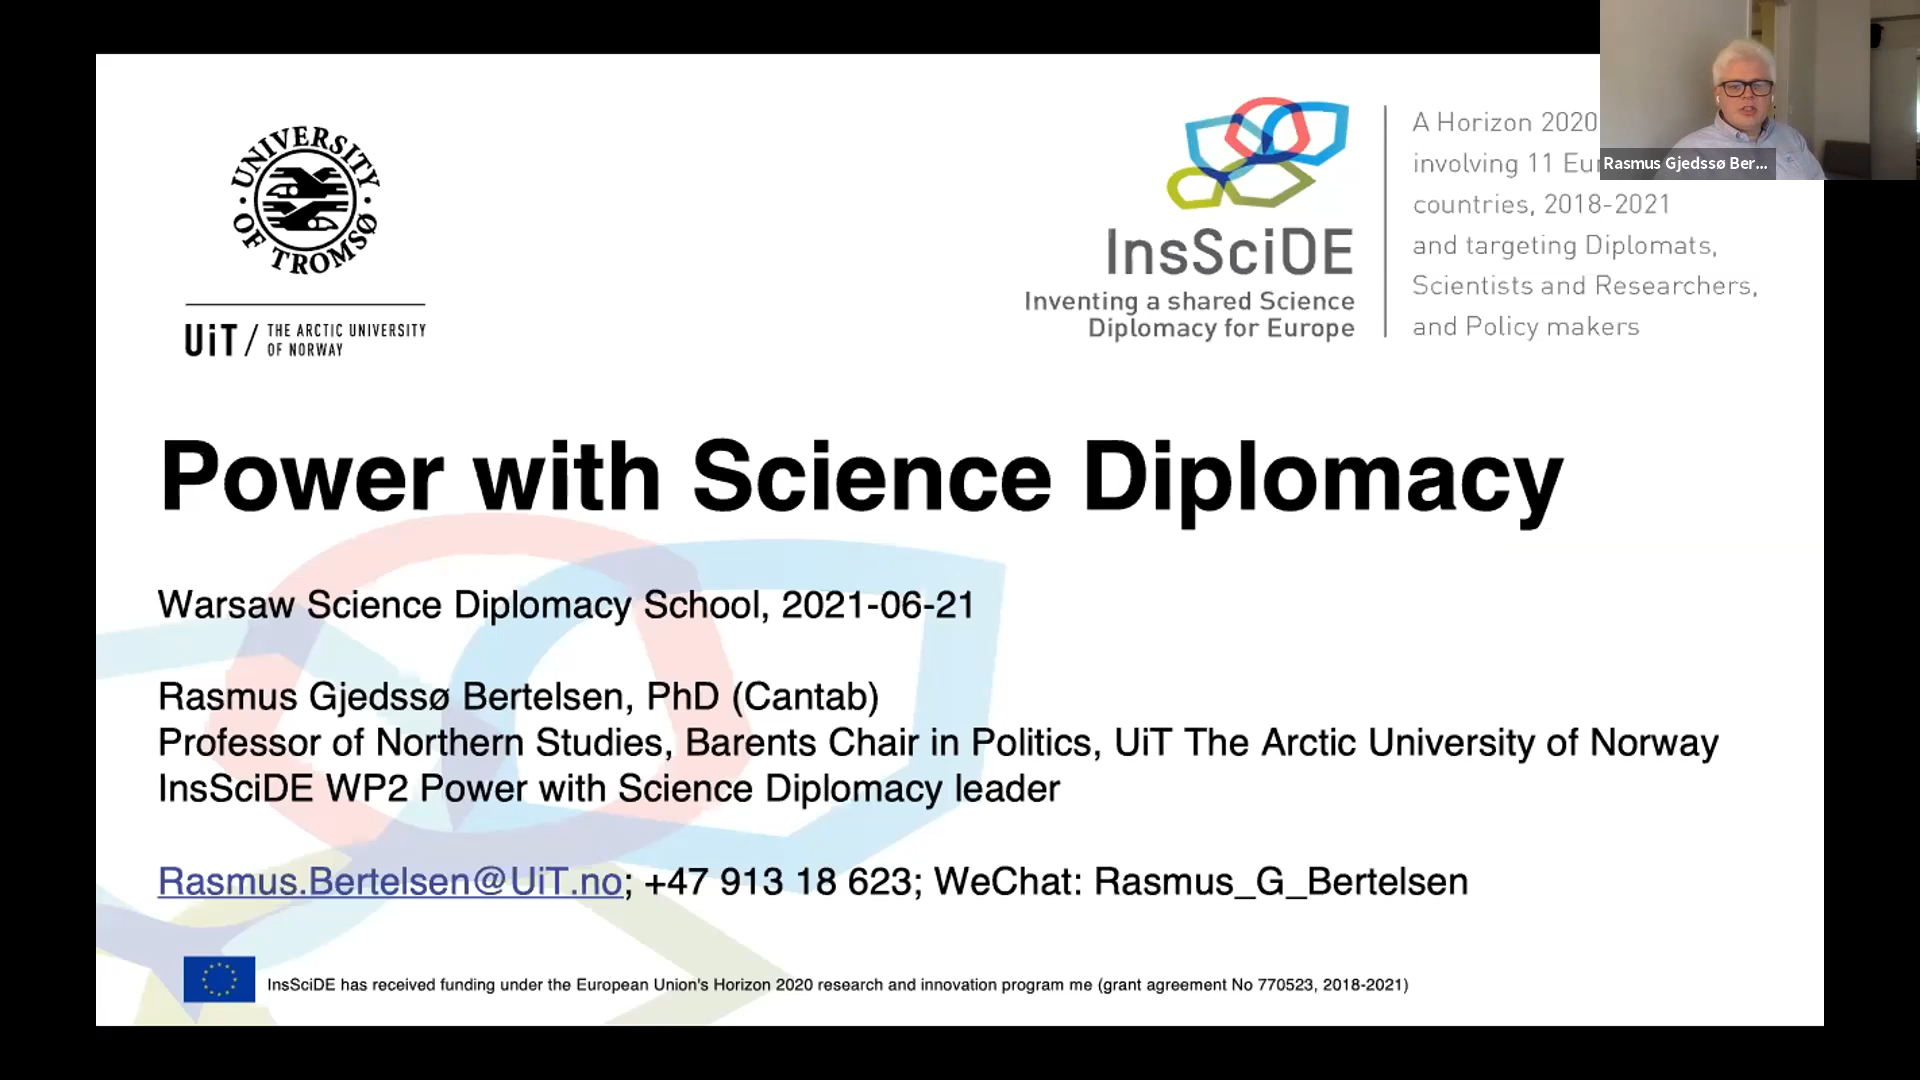 UNIVERSITY
OF TROMSØ
UiT / THE ARCTIC UNIVERSITY
OF NORWAY
InsSciDE
Inventing a shared Science
Diplomacy for Europe
A Horizon 2020
involving 11
countries, 2018-2021
and targeting Diplomats,
Scientists and Researchers,
and Policy makers
Rasmus Gjedssø Ber...
Power with Science Diplomacy
Warsaw Science Diplomacy School, 2021-06-21
Rasmus Gjedssø Bertelsen, PhD (Cantab)
Professor of Northern Studies, Barents Chair in Politics, UiT The Arctic University of Norway
InsSciDE WP2 Power with Science Diplomacy leader
Rasmus.Bertelsen@UiT.no; +47 913 18 623; WeChat: Rasmus_G_Bertelsen
InsSciDE has received funding under the European Union's Horizon 2020 research and innovation program me (grant agreement No 770523, 2018-2021)